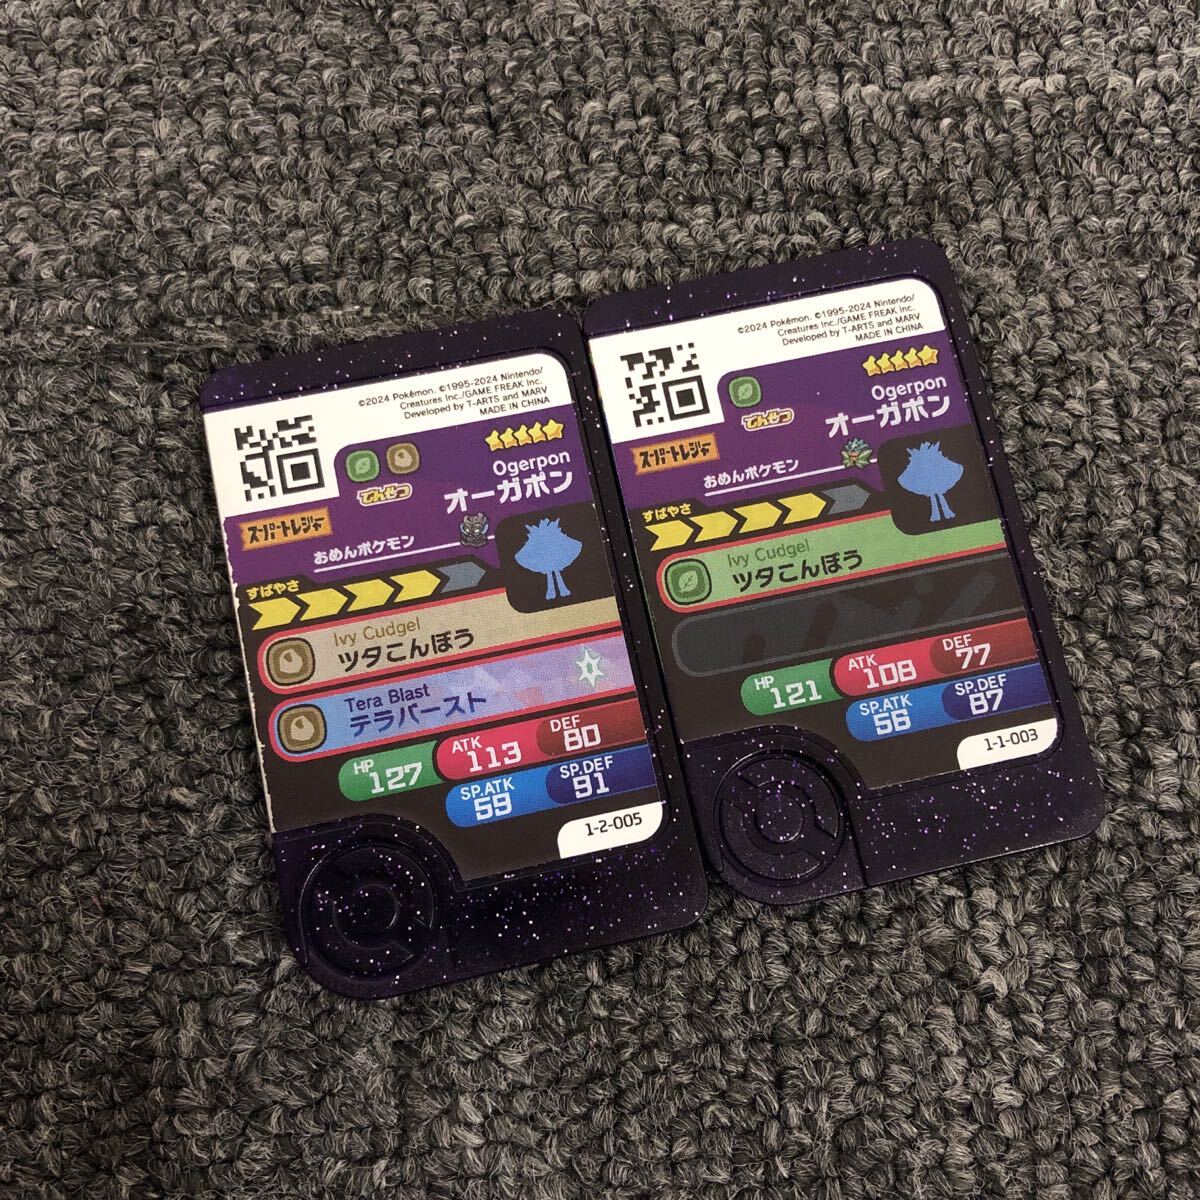 ©2024 Pokémon. ©1995-2024 Nintendo/
Creatures Inc./GAME FREAK inc.
Developed by T-ARTS and MARV
MADE IN CHINA
でんせつ
Ogerpon
オーガポン
スーパートレジャー
おめんポケモン
すばやさ
Ivy Cudgel
ツタこんぼう
Tera Blast
テラバースト
HP 127
ATK 113
DEF 80
SP.ATK 59
SP.DEF 91
1-2-005
©2024 Pokémon. ©1995-2024 Nintendo/
Creatures Inc./GAME FREAK inc.
Developed by T-ARTS and MARV
MADE IN CHINA
でんせつ
Ogerpon
オーガポン
スーパートレジャー
おめんポケモン
すばやさ
Ivy Cudgel
ツタこんぼう
HP 121
ATK 108
DEF 77
SP.ATK 56
SP.DEF 87
1-1-003